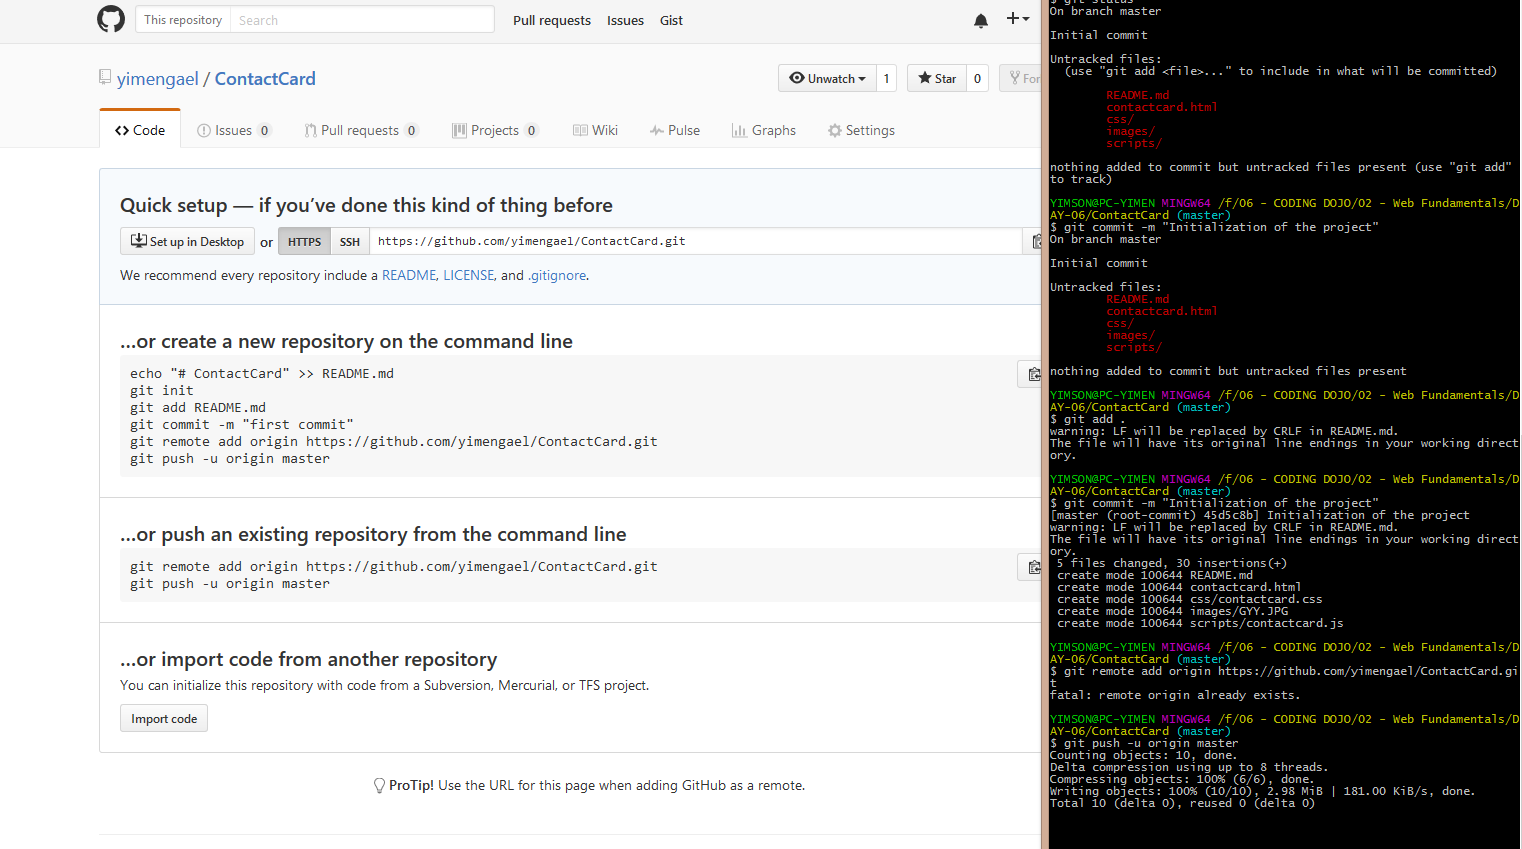 This repository
Search
Pull requests
Issues
Gist
yimengael / ContactCard
Unwatch
1
Star
0
Code
Issues 0
Pull requests 0
Projects 0
Wiki
Pulse
Graphs
Settings
Quick setup — if you've done this kind of thing before
Set up in Desktop or HTTPS SSH https://github.com/yimengael/ContactCard.git
We recommend every repository include a README, LICENSE, and .gitignore.
…or create a new repository on the command line
echo "# ContactCard" >> README.md
git init
git add README.md
git commit -m "first commit"
git remote add origin https://github.com/yimengael/ContactCard.git
git push -u origin master
…or push an existing repository from the command line
git remote add origin https://github.com/yimengael/ContactCard.git
git push -u origin master
…or import code from another repository
You can initialize this repository with code from a Subversion, Mercurial, or TFS project.
Import code
ProTip! Use the URL for this page when adding GitHub as a remote.
$ git status
On branch master
Initial commit
Untracked files:
(use "git add <file>..." to include in what will be committed)
README.md
contactcard.html
css/
images/
scripts/
nothing added to commit but untracked files present (use "git add"
to track)
YIMSON@PC-YIMEN MINGW64 /f/06 - CODING DOJO/02 - Web Fundamentals/D
AY-06/ContactCard (master)
$ git commit -m "Initialization of the project"
On branch master
Initial commit
Untracked files:
README.md
contactcard.html
css/
images/
scripts/
nothing added to commit but untracked files present
YIMSON@PC-YIMEN MINGW64 /f/06 - CODING DOJO/02 - Web Fundamentals/D
AY-06/ContactCard (master)
$ git add .
warning: LF will be replaced by CRLF in README.md.
The file will have its original line endings in your working direct
ory.
YIMSON@PC-YIMEN MINGW64 /f/06 - CODING DOJO/02 - Web Fundamentals/D
AY-06/ContactCard (master)
$ git commit -m "Initialization of the project"
[master (root-commit) 45d5c8b] Initialization of the project
warning: LF will be replaced by CRLF in README.md.
The file will have its original line endings in your working direct
ory.
5 files changed, 30 insertions(+)
create mode 100644 README.md
create mode 100644 contactcard.html
create mode 100644 css/contactcard.css
create mode 100644 images/GYY.JPG
create mode 100644 scripts/contactcard.js
YIMSON@PC-YIMEN MINGW64 /f/06 - CODING DOJO/02 - Web Fundamentals/D
AY-06/ContactCard (master)
$ git remote add origin https://github.com/yimengael/ContactCard.gi
t
fatal: remote origin already exists.
YIMSON@PC-YIMEN MINGW64 /f/06 - CODING DOJO/02 - Web Fundamentals/D
AY-06/ContactCard (master)
$ git push -u origin master
Counting objects: 10, done.
Delta compression using up to 8 threads.
Compressing objects: 100% (6/6), done.
Writing objects: 100% (10/10), 2.98 MiB | 181.00 KiB/s, done.
Total 10 (delta 0), reused 0 (delta 0)